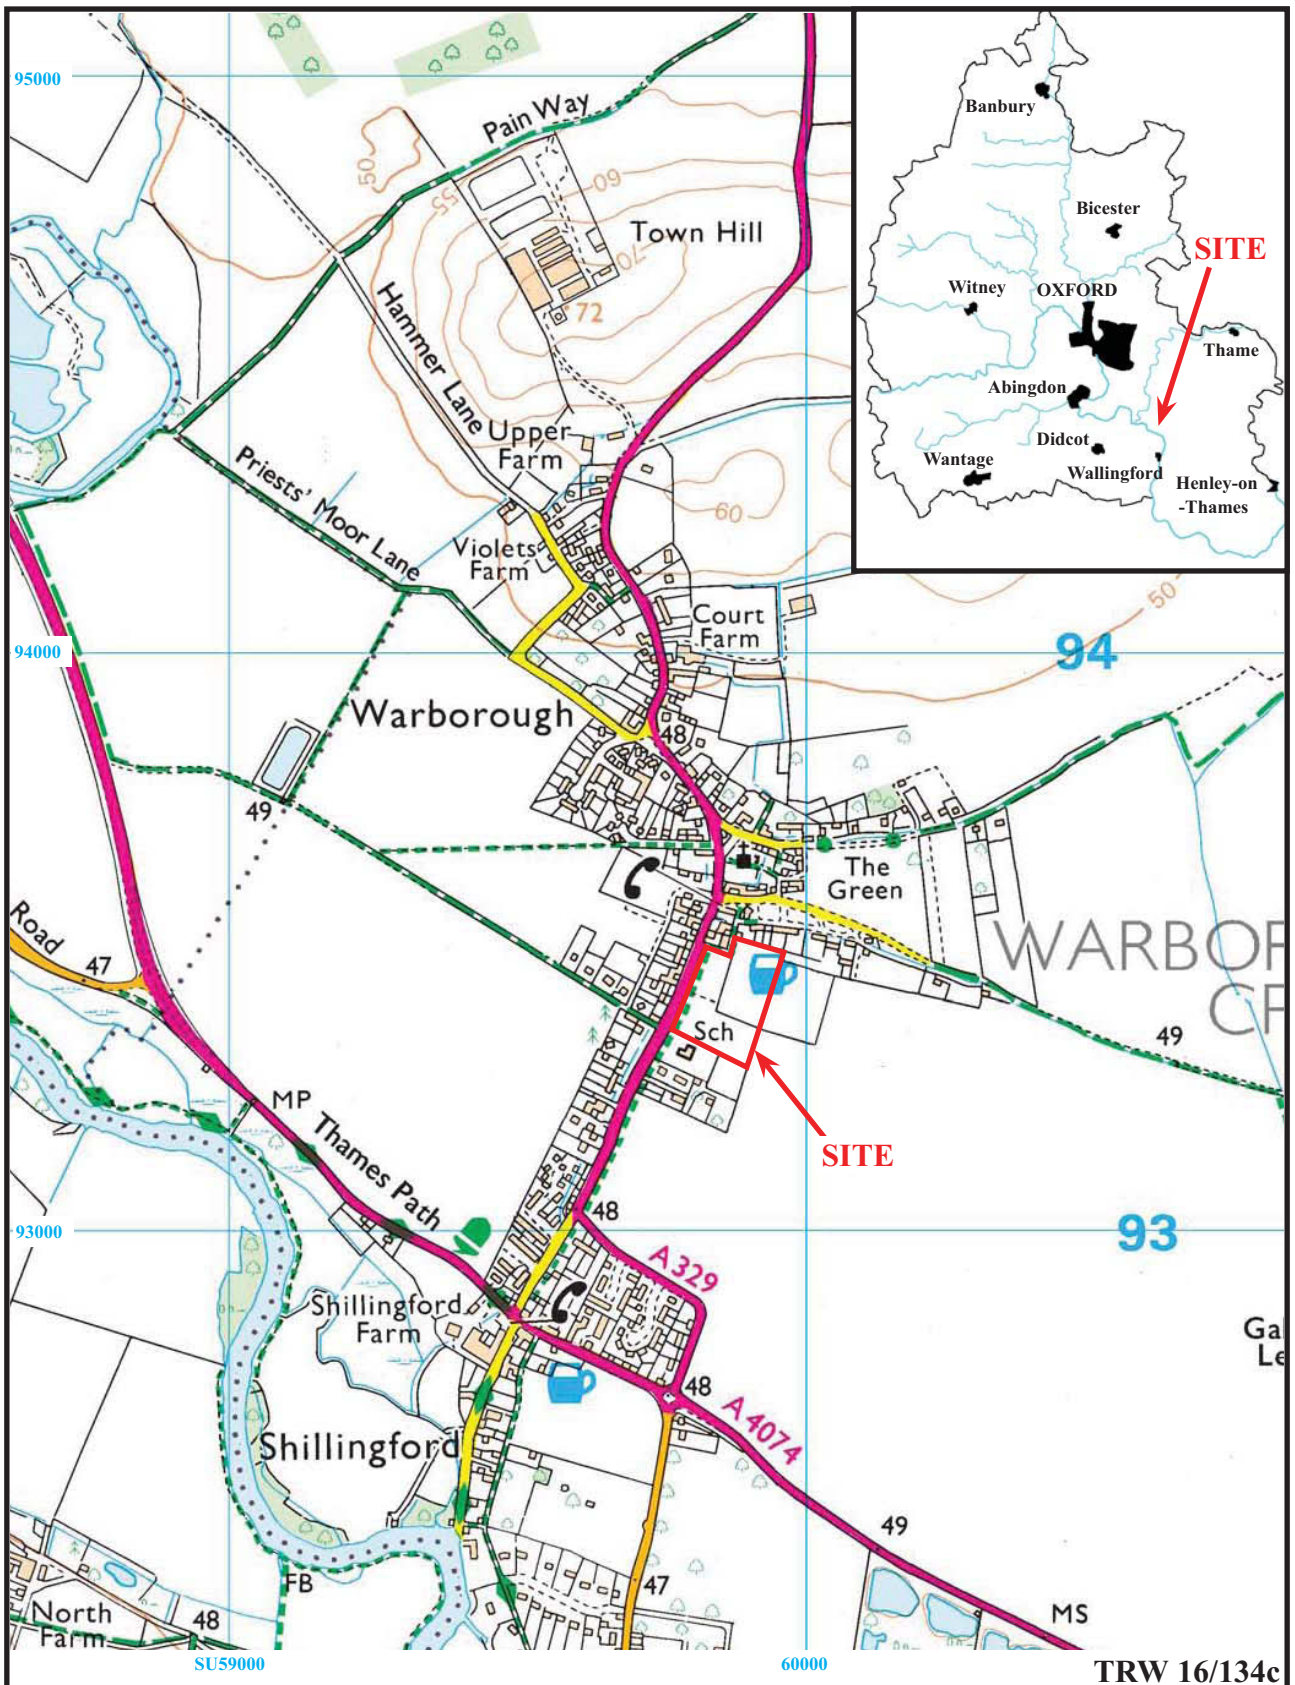 95000
Pain Way
50
55
60
70
Town Hill
72
Hammer Lane
Upper
Farm
Priests' Moor Lane
Violets
Farm
60
Court
Farm
50
94000
94
Warborough
48
49
The
Green
Road
47
WARBOR
CR
Sch
49
SITE
MP
Thames Path
93000
48
93
A 329
Shillingford
Farm
Gal
Le
48
A 4074
Shillingford
49
FB
47
North
Farm
48
MS
SU59000
60000
TRW 16/134c
Banbury
Bicester
SITE
Witney
OXFORD
Thame
Abingdon
Didcot
Wantage
Wallingford
Henley-on
-Thames